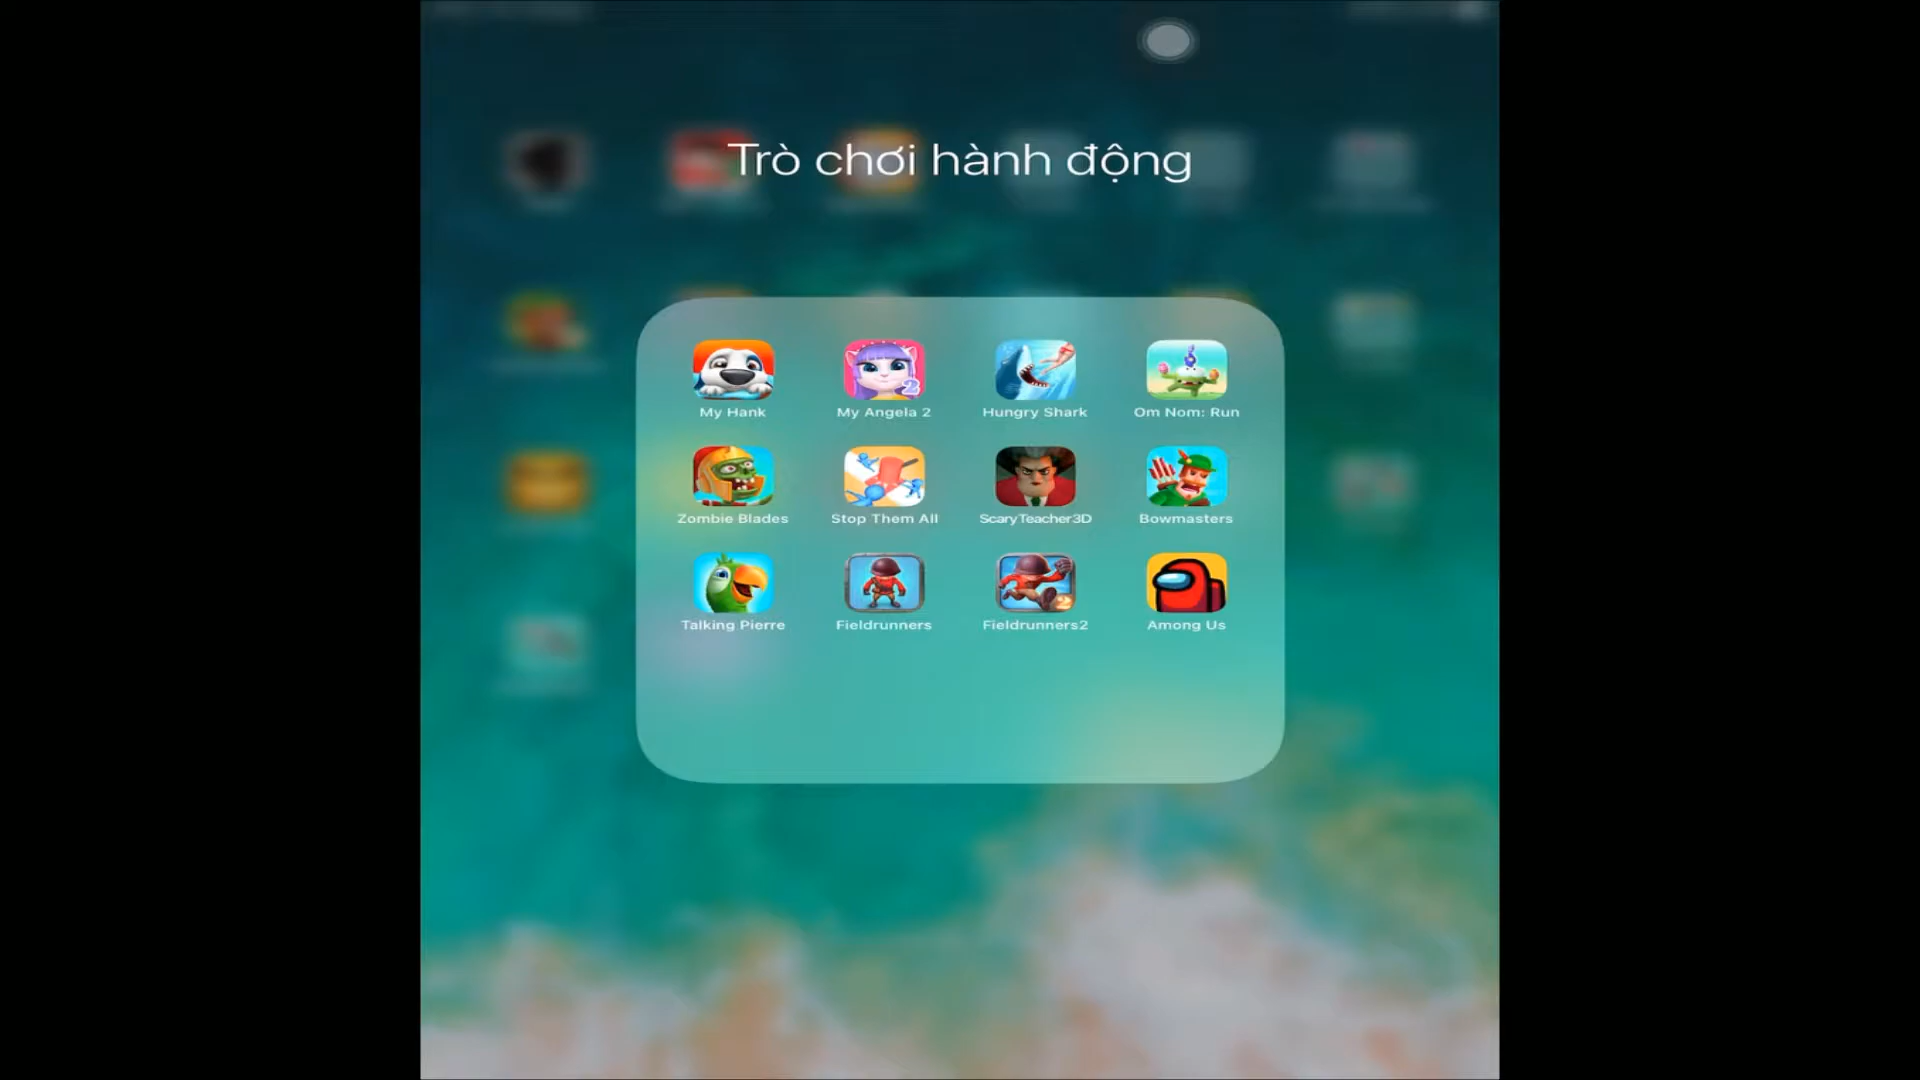 Trò chơi hành động
My Hank
My Angela 2
Hungry Shark
Om Nom: Run
Zombie Blades
Stop Them All
ScaryTeacher3D
Bowmasters
Talking Pierre
Fieldrunners
Fieldrunners2
Among Us